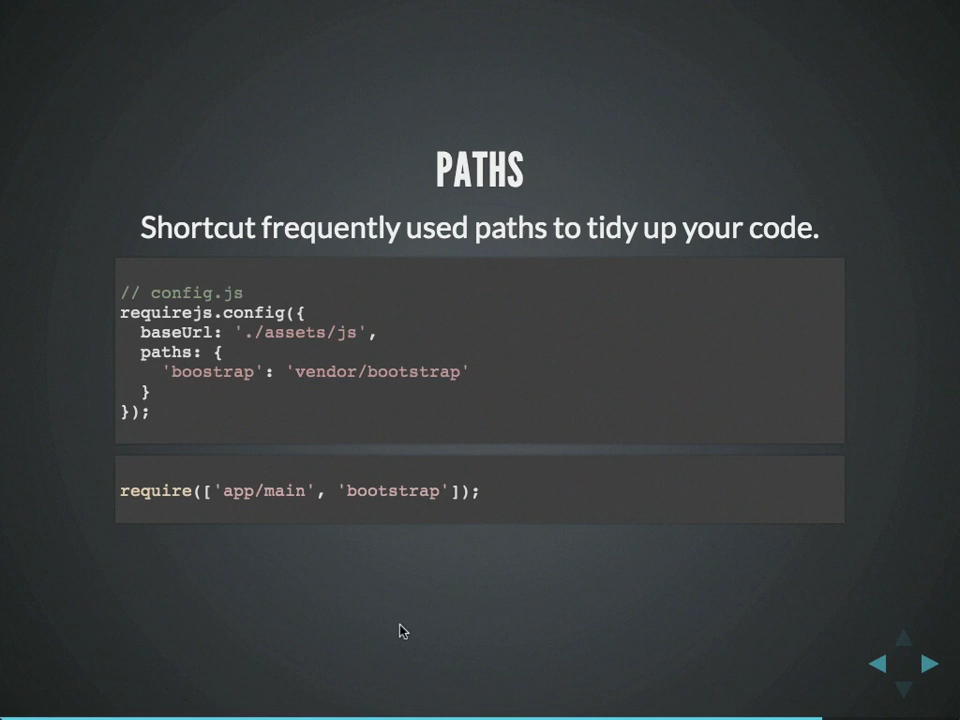 PATHS
Shortcut frequently used paths to tidy up your code.
// config.js
requirejs.config({
  baseUrl: './assets/js',
  paths: {
    'boostrap': 'vendor/bootstrap'
  }
});
require(['app/main', 'bootstrap']);